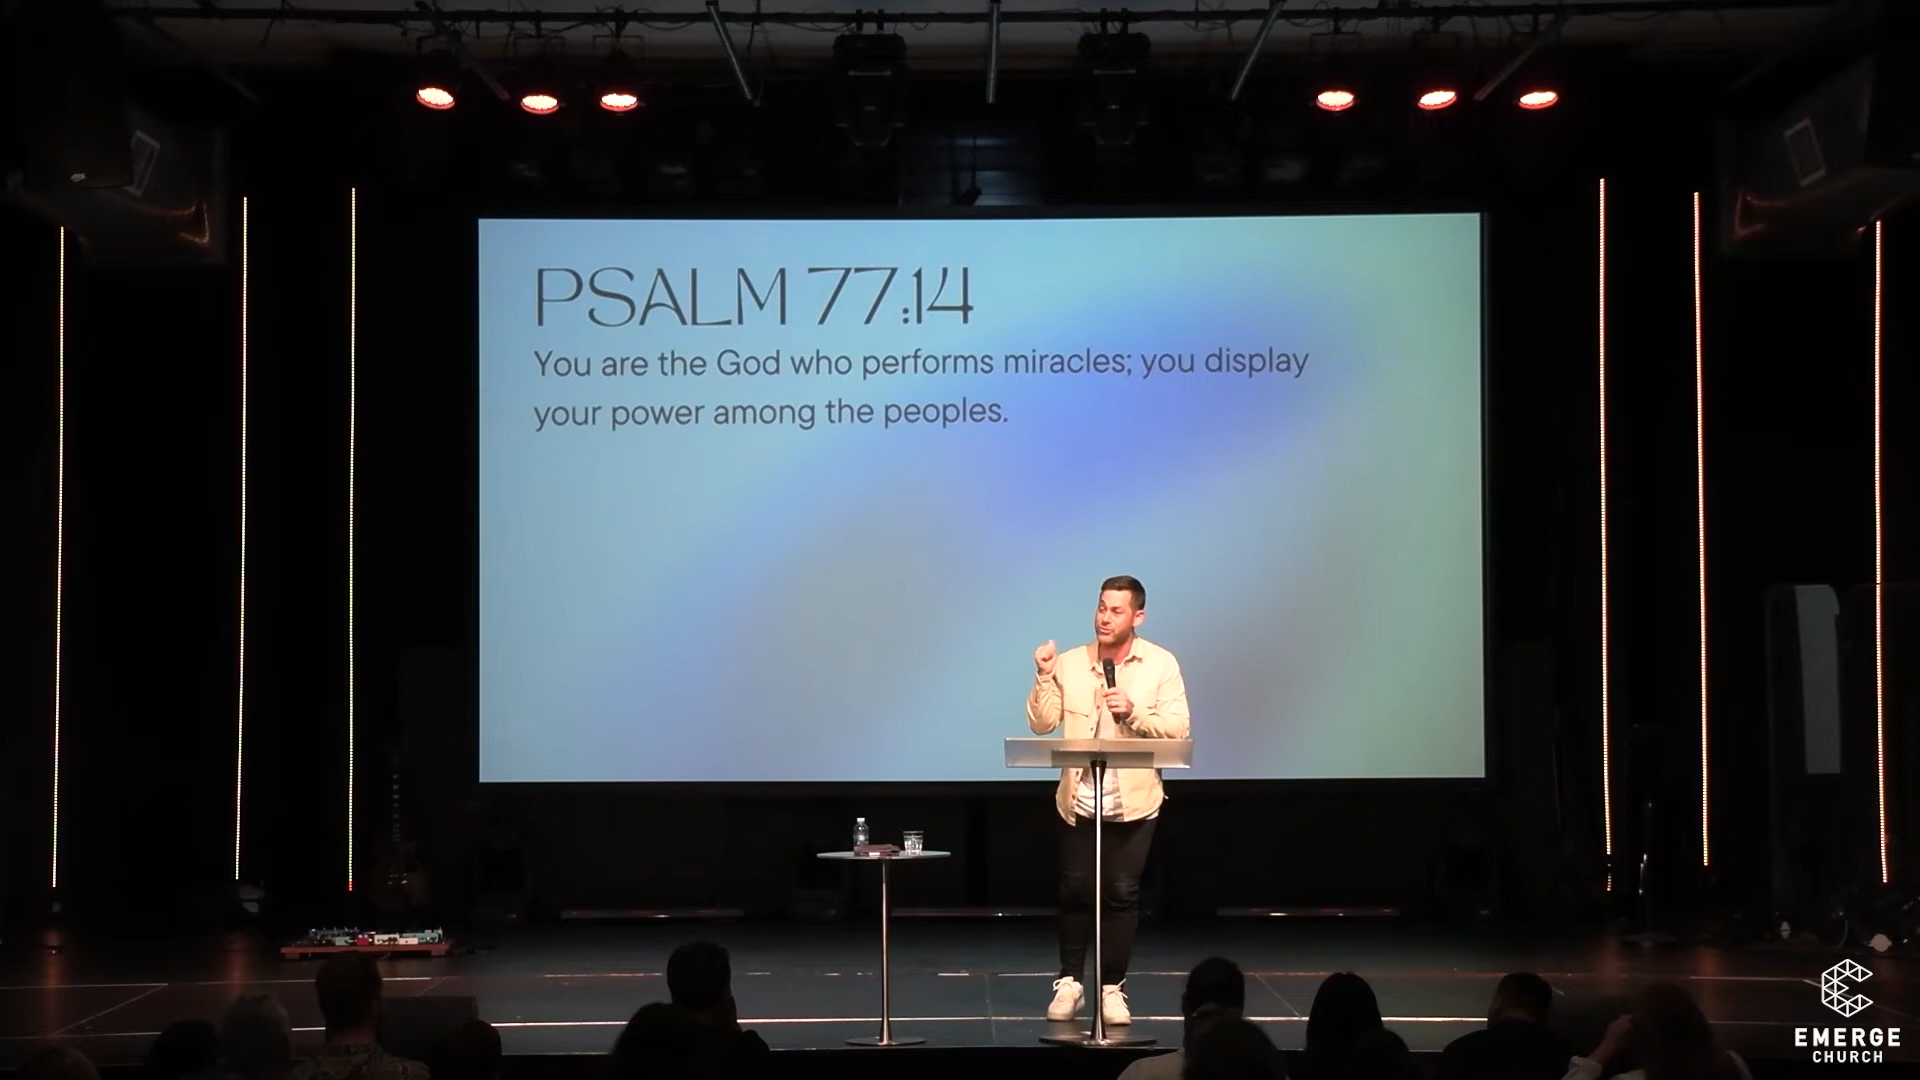 PSALM 77:14
You are the God who performs miracles; you display
your power among the peoples.
EMERGE
CHURCH